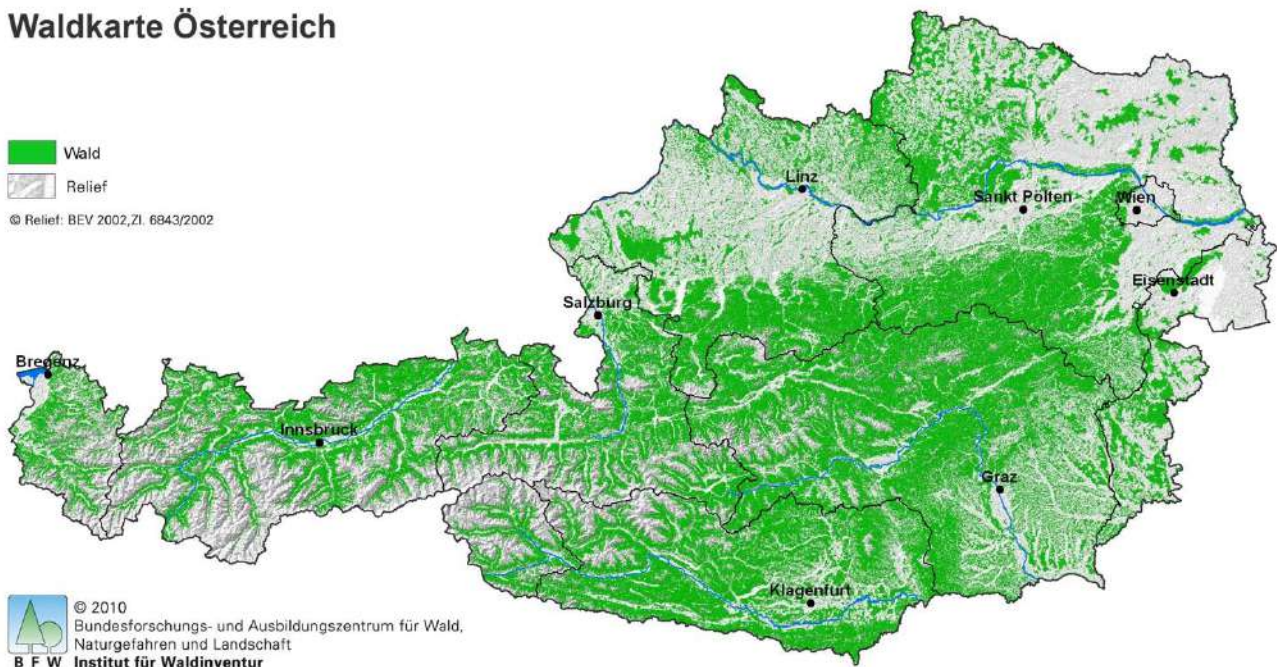 Waldkarte Österreich
Wald
Relief
© Relief: BEV 2002,Zl. 6843/2002
Linz
Sankt Pölten
Wien
Eisenstadt
Salzburg
Bregenz
Innsbruck
Graz
Klagenfurt
© 2010
Bundesforschungs- und Ausbildungszentrum für Wald,
Naturgefahren und Landschaft
BFW Institut für Waldinventur